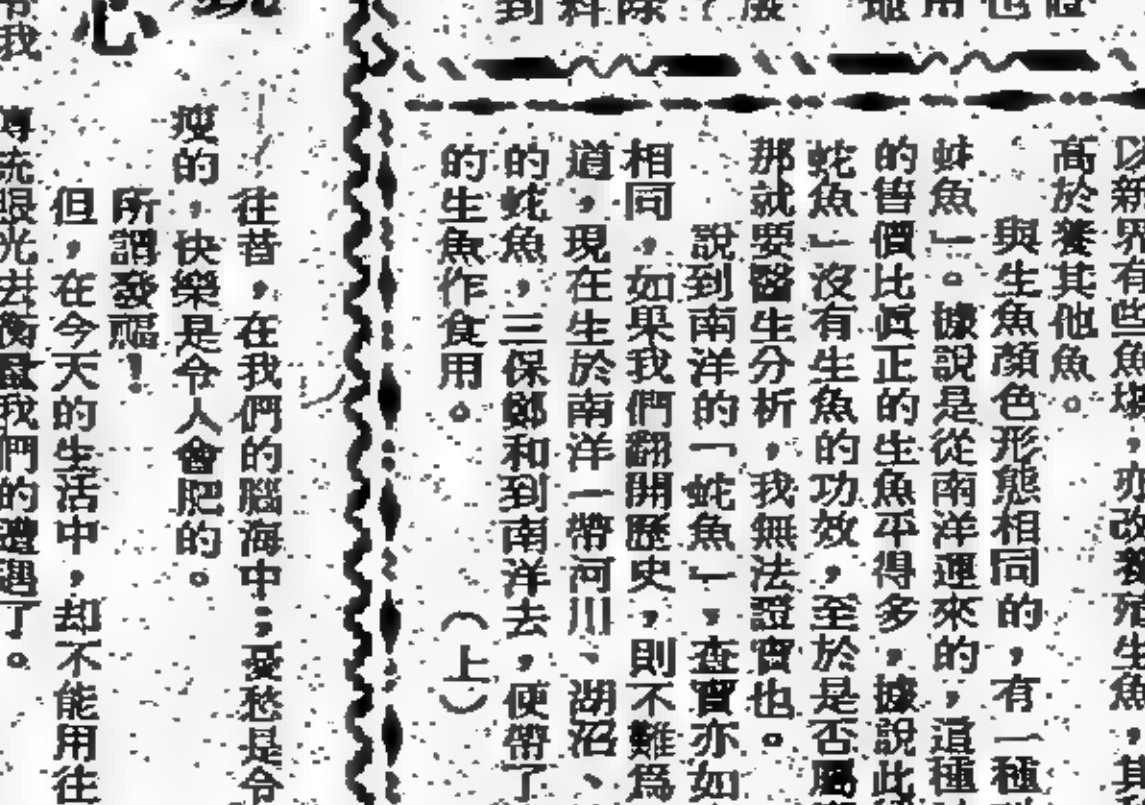 以新界有些魚塲，亦改養殖生魚，其
高於養其他魚。
與生魚顏色形態相同的，有一種
蚌魚」。據說是從南洋運來的，這種
的售價比眞正的生魚平得多，據說此
蛇魚」沒有生魚的功效，至於是否屬
那就要醫生分析，我無法證實也。
說到南洋的「蛇魚」，查實亦如
相同，如果我們翻開歷史，則不難爲
道，現在生於南洋一帶河川、湖沼、
的蛇魚，三保鄭和到南洋去，便帶了
的生魚作食用。
（上）
往昔，在我們的腦海中；憂愁是令
瘦的，快樂是令人會肥的。
所謂發福！
但，在今天的生活中，却不能用往
傳統眼光去衡量我們的遭遇了。
心